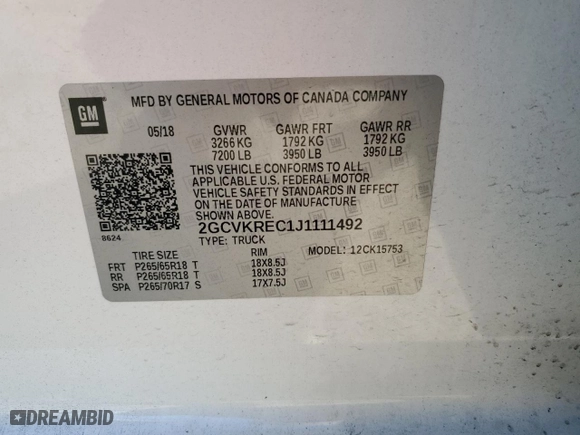 GM
MFD BY GENERAL MOTORS OF CANADA COMPANY
05/18 GVWR GAWR FRT GAWR RR
3266 KG 1792 KG 1792 KG
7200 LB 3950 LB 3950 LB
THIS VEHICLE CONFORMS TO ALL
APPLICABLE U.S. FEDERAL MOTOR
VEHICLE SAFETY STANDARDS IN EFFECT
ON THE DATE OF MANUFACTURE
SHOWN ABOVE.
8624 2GCVKREC1J1111492
TYPE: TRUCK MODEL: 12CK15753
TIRE SIZE RIM
FRT P265/65R18 T 18X8.5J
RR P265/65R18 T 18X8.5J
SPA P265/70R17 S 17X7.5J
DREAMBID